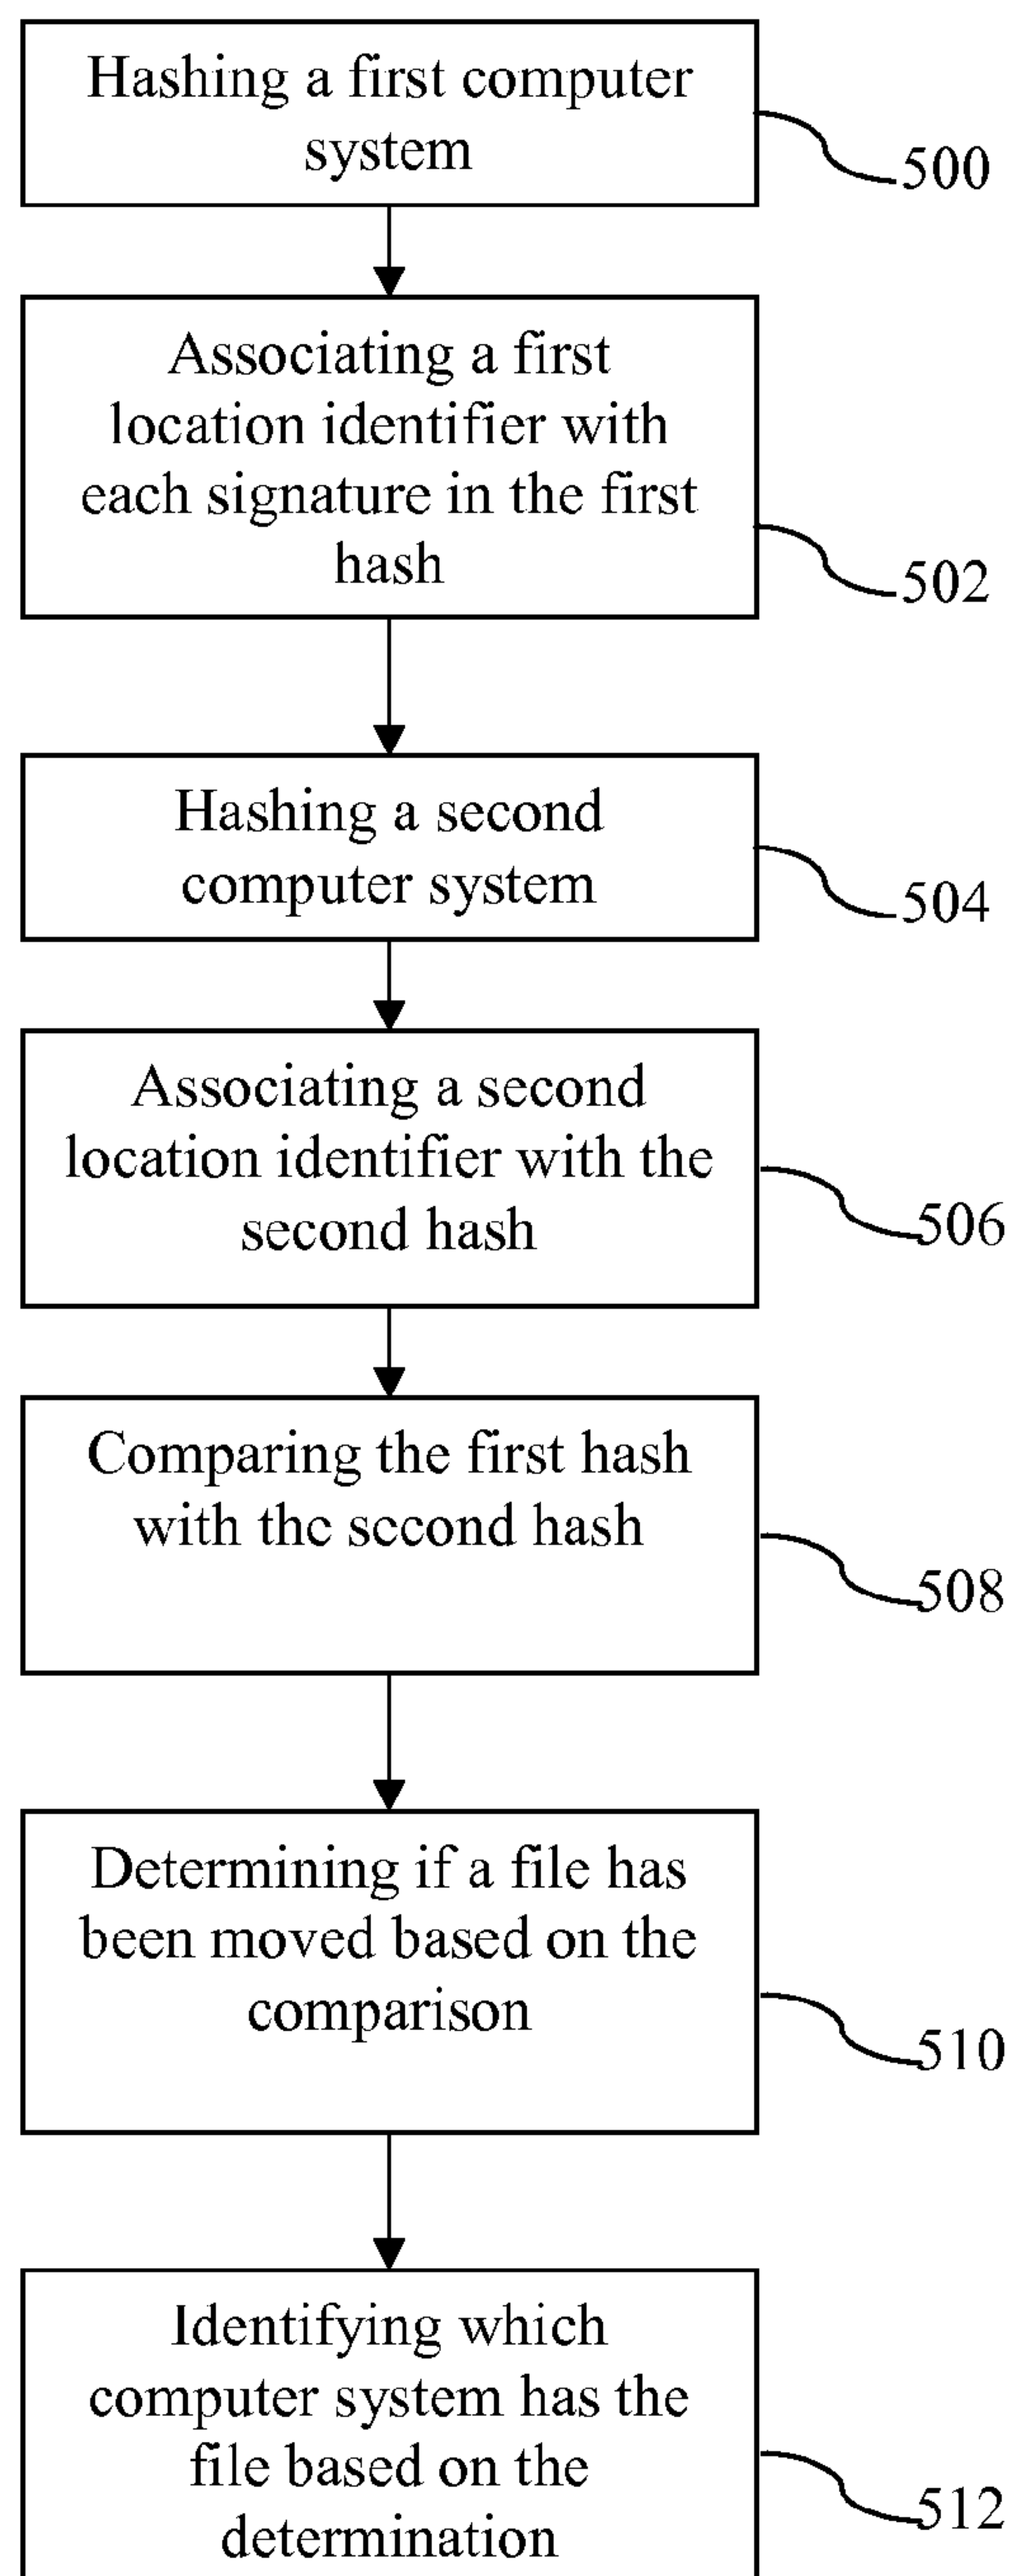 Hashing a first computer
system
500
Associating a first
location identifier with
each signature in the first
hash
502
Hashing a second
computer system
504
Associating a second
location identifier with the
second hash
506
Comparing the first hash
with the second hash
508
Determining if a file has
been moved based on the
comparison
510
Identifying which
computer system has the
file based on the
determination
512